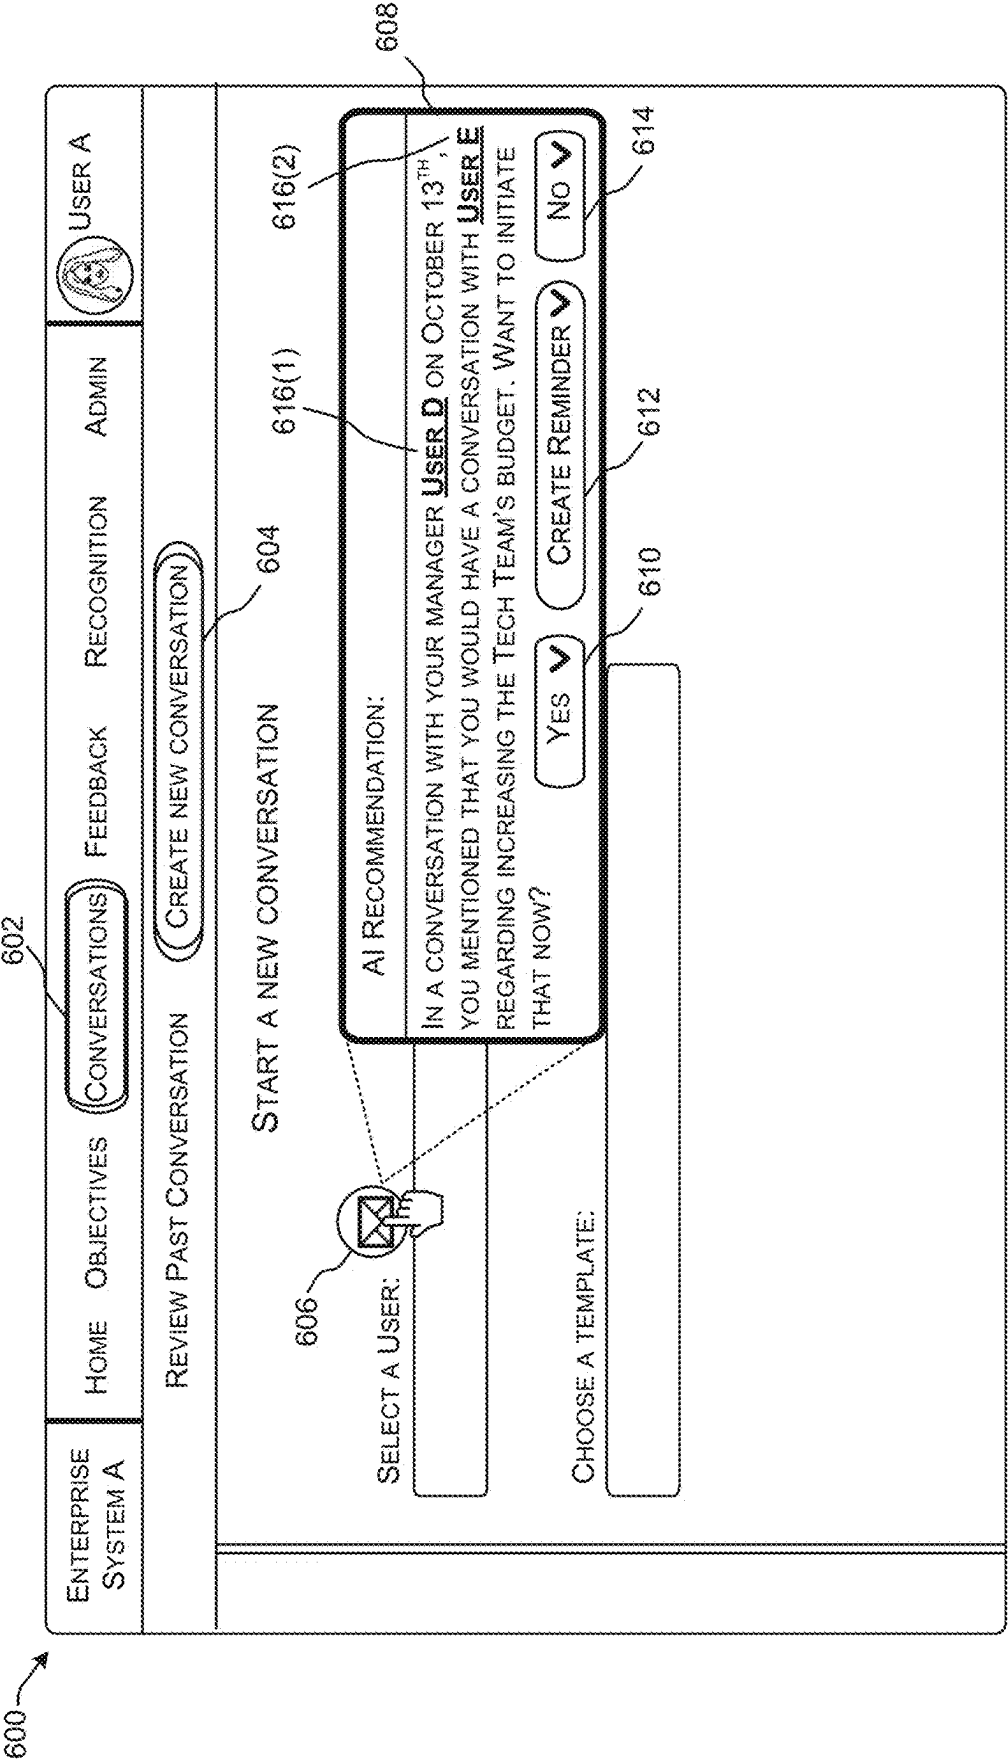 600
602
608
ENTERPRISE
SYSTEM A
HOME OBJECTIVES CONVERSATIONS FEEDBACK RECOGNITION ADMIN
USER A
REVIEW PAST CONVERSATION
CREATE NEW CONVERSATION
604
START A NEW CONVERSATION
616(1)
616(2)
606
SELECT A USER:
AI RECOMMENDATION:
IN A CONVERSATION WITH YOUR MANAGER USER D ON OCTOBER 13TH,
YOU MENTIONED THAT YOU WOULD HAVE A CONVERSATION WITH USER E
REGARDING INCREASING THE TECH TEAM'S BUDGET. WANT TO INITIATE
THAT NOW?
YES
CREATE REMINDER
NO
CHOOSE A TEMPLATE:
610
612
614